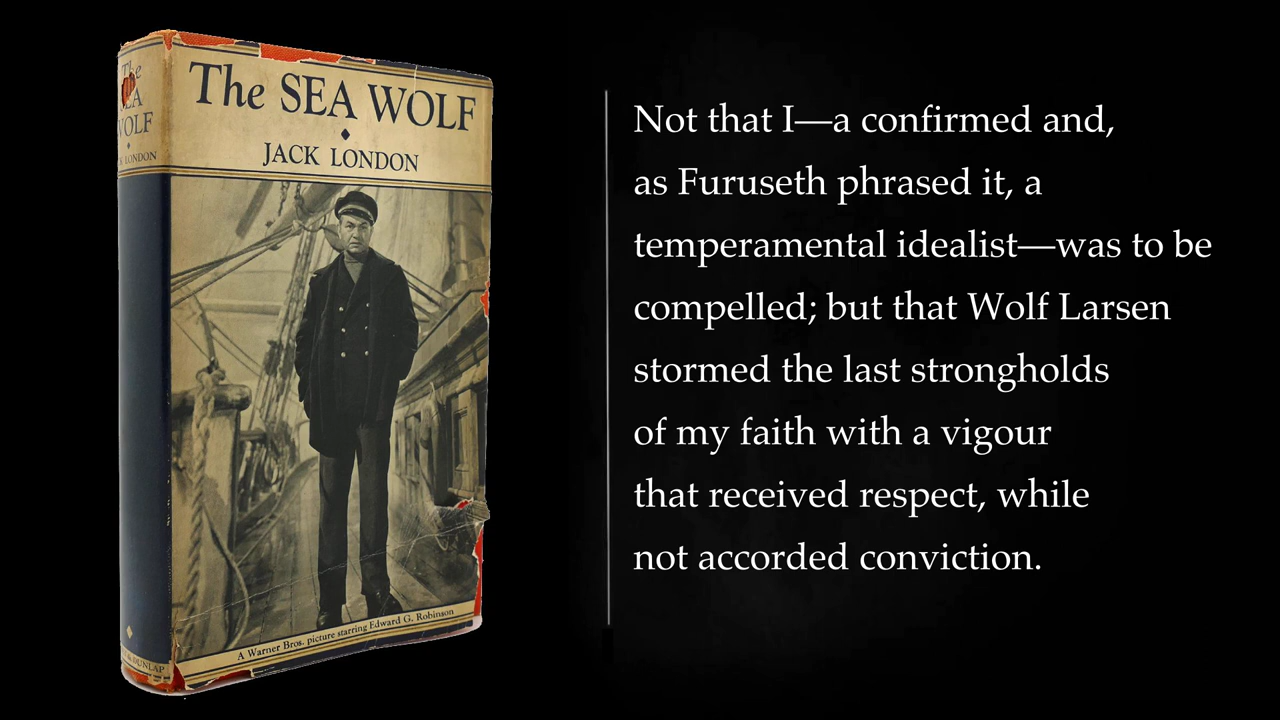 The SEA WOLF
JACK LONDON
A Warner Bros. picture starring Edward G. Robinson
The
WOLF
LONDON
DUNLAP
Not that I—a confirmed and,
as Furuseth phrased it, a
temperamental idealist—was to be
compelled; but that Wolf Larsen
stormed the last strongholds
of my faith with a vigour
that received respect, while
not accorded conviction.